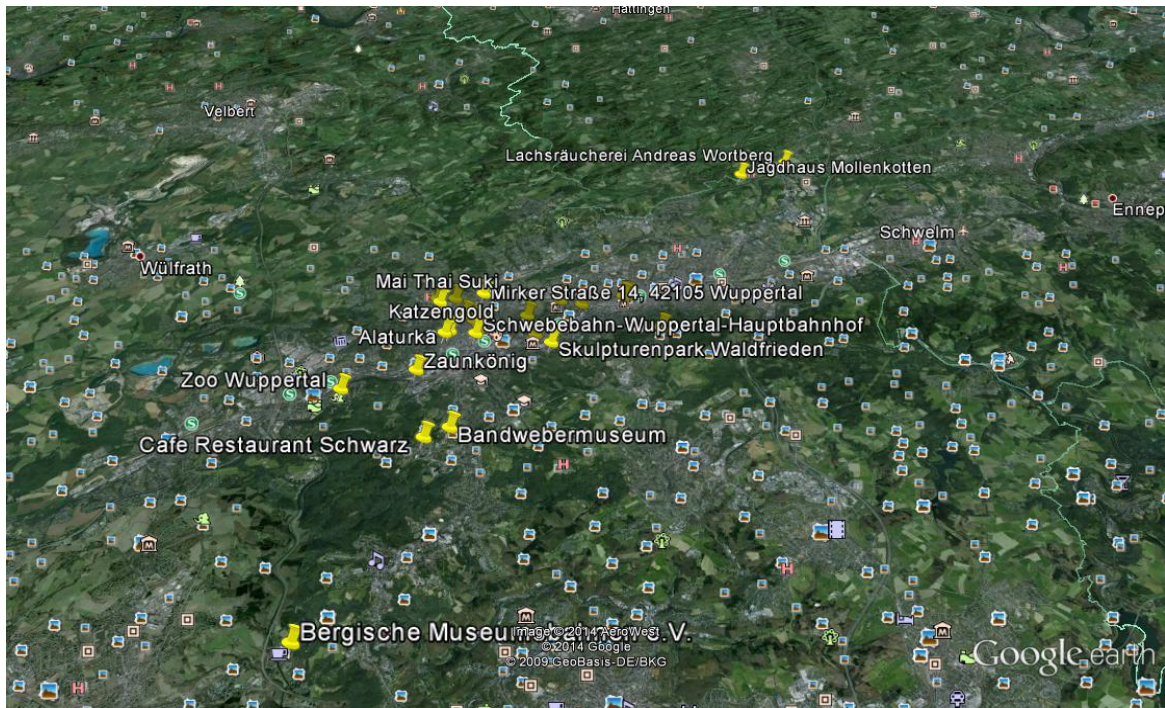 Hattingen
Velbert
Lachsräucherei Andreas Wortberg
Jagdhaus Mollenkotten
Ennep
Schwelm
Wülfrath
Mai Thai Suki
Mirker Straße 14, 42105 Wuppertal
Katzengold
Schwebebahn-Wuppertal-Hauptbahnhof
Alaturka
Skulpturenpark Waldfrieden
Zaunkönig
Zoo Wuppertal
Bandwebermuseum
Cafe Restaurant Schwarz
Bergische Museumsbahnen e.V.
Image © 2014 AeroWest
© 2014 Google
© 2009 GeoBasis-DE/BKG
Google earth